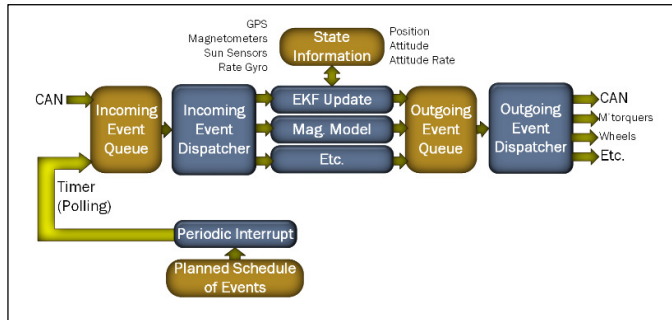 GPS
Magnetometers
Sun Sensors
Rate Gyro
State
Information
Position
Attitude
Attitude Rate
CAN
Incoming
Event
Queue
Incoming
Event
Dispatcher
EKF Update
Mag. Model
Etc.
Outgoing
Event
Queue
Outgoing
Event
Dispatcher
CAN
M'torquers
Wheels
Etc.
Timer
(Polling)
Periodic Interrupt
Planned Schedule
of Events